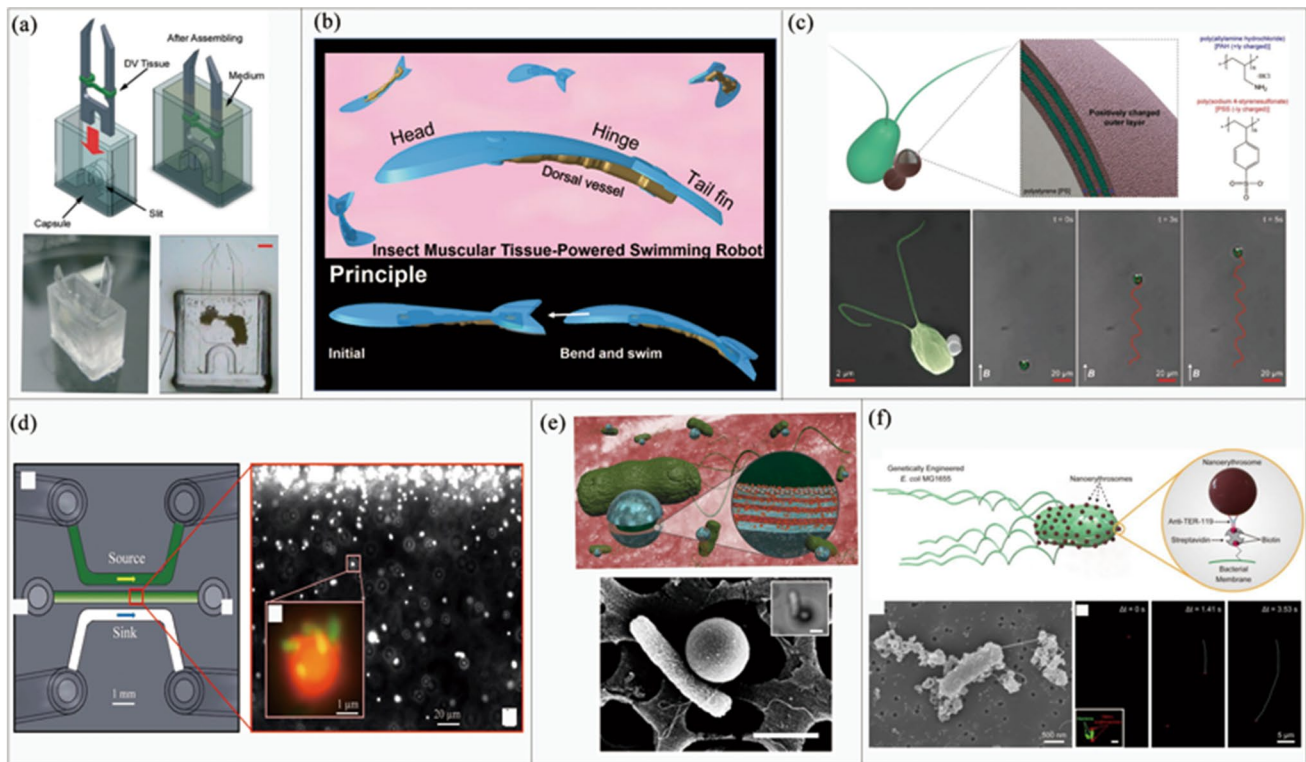 (a)
After Assembling
DV Tissue
Medium
Capsule
Slit
(b)
Head
Hinge
Dorsal vessel
Tail fin
Insect Muscular Tissue-Powered Swimming Robot
Principle
Initial
Bend and swim
(c)
Positively charged
outer layer
polystyrene [PS]
poly(allylamine hydrochloride)
[PAH (+ly charged)]
·HCl
NH₂
poly(sodium 4-styrenesulfonate)
[PSS (-ly charged)]
2 µm
t = 0s
B
20 µm
t = 3s
B
20 µm
t = 5s
B
20 µm
(d)
Source
Sink
1 mm
1 µm
20 µm
(e)
(f)
Genetically Engineered
E. coli MG1655
Nanoerythrosomes
Nanoerythrosome
Anti-TER-119
Streptavidin
Biotin
Bacterial
Membrane
500 nm
Δt = 0 s
Δt = 1.41 s
Δt = 3.53 s
5 µm